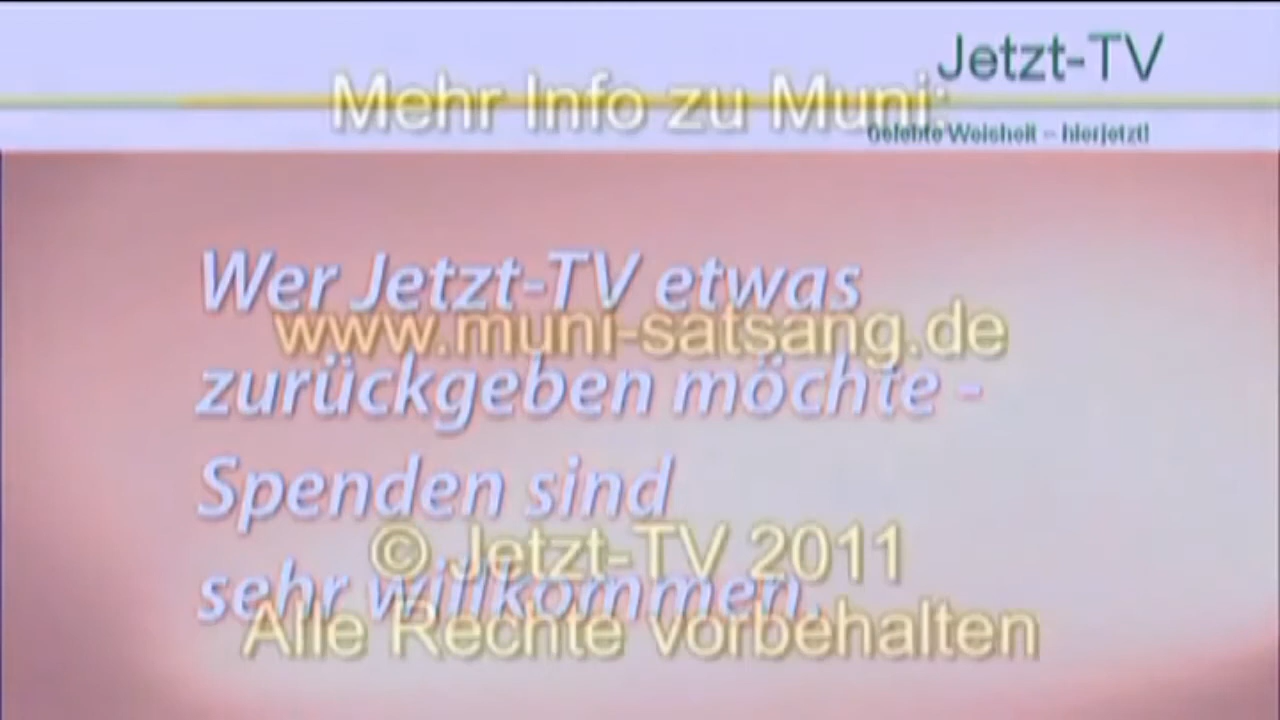 Jetzt-TV
Mehr Info zu Muni:
Gelebte Weisheit – hierjetzt!
Wer Jetzt-TV etwas
www.muni-satsang.de
zurückgeben möchte -
Spenden sind
© Jetzt-TV 2011
sehr willkommen.
Alle Rechte vorbehalten